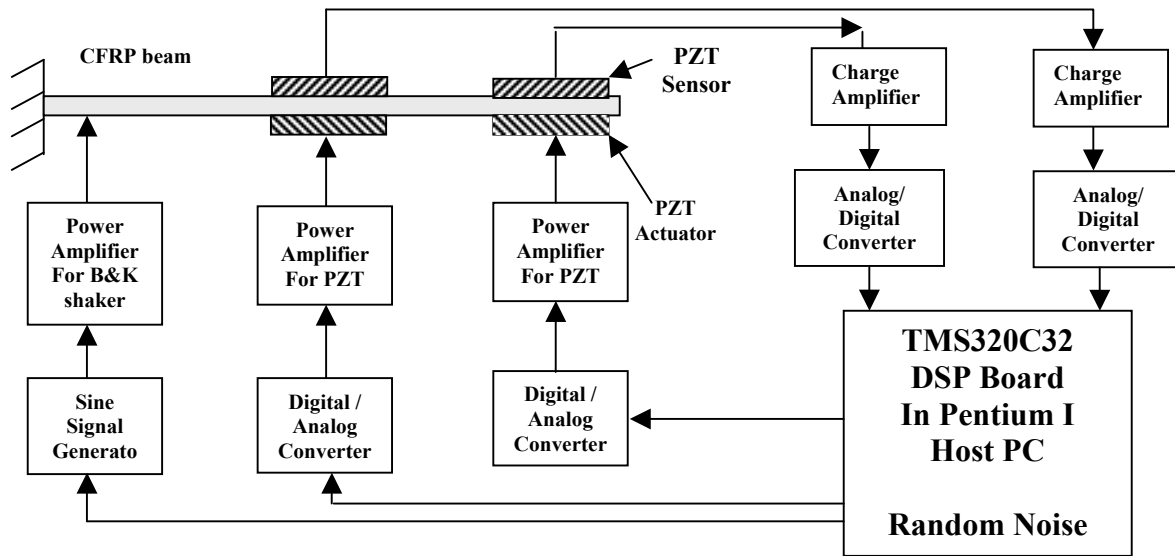 CFRP beam
PZT
Sensor
Charge
Amplifier
Charge
Amplifier
PZT
Actuator
Analog/
Digital
Converter
Analog/
Digital
Converter
Power
Amplifier
For B&K
shaker
Power
Amplifier
For PZT
Power
Amplifier
For PZT
Sine
Signal
Generato
Digital /
Analog
Converter
Digital /
Analog
Converter
TMS320C32
DSP Board
In Pentium I
Host PC
Random Noise